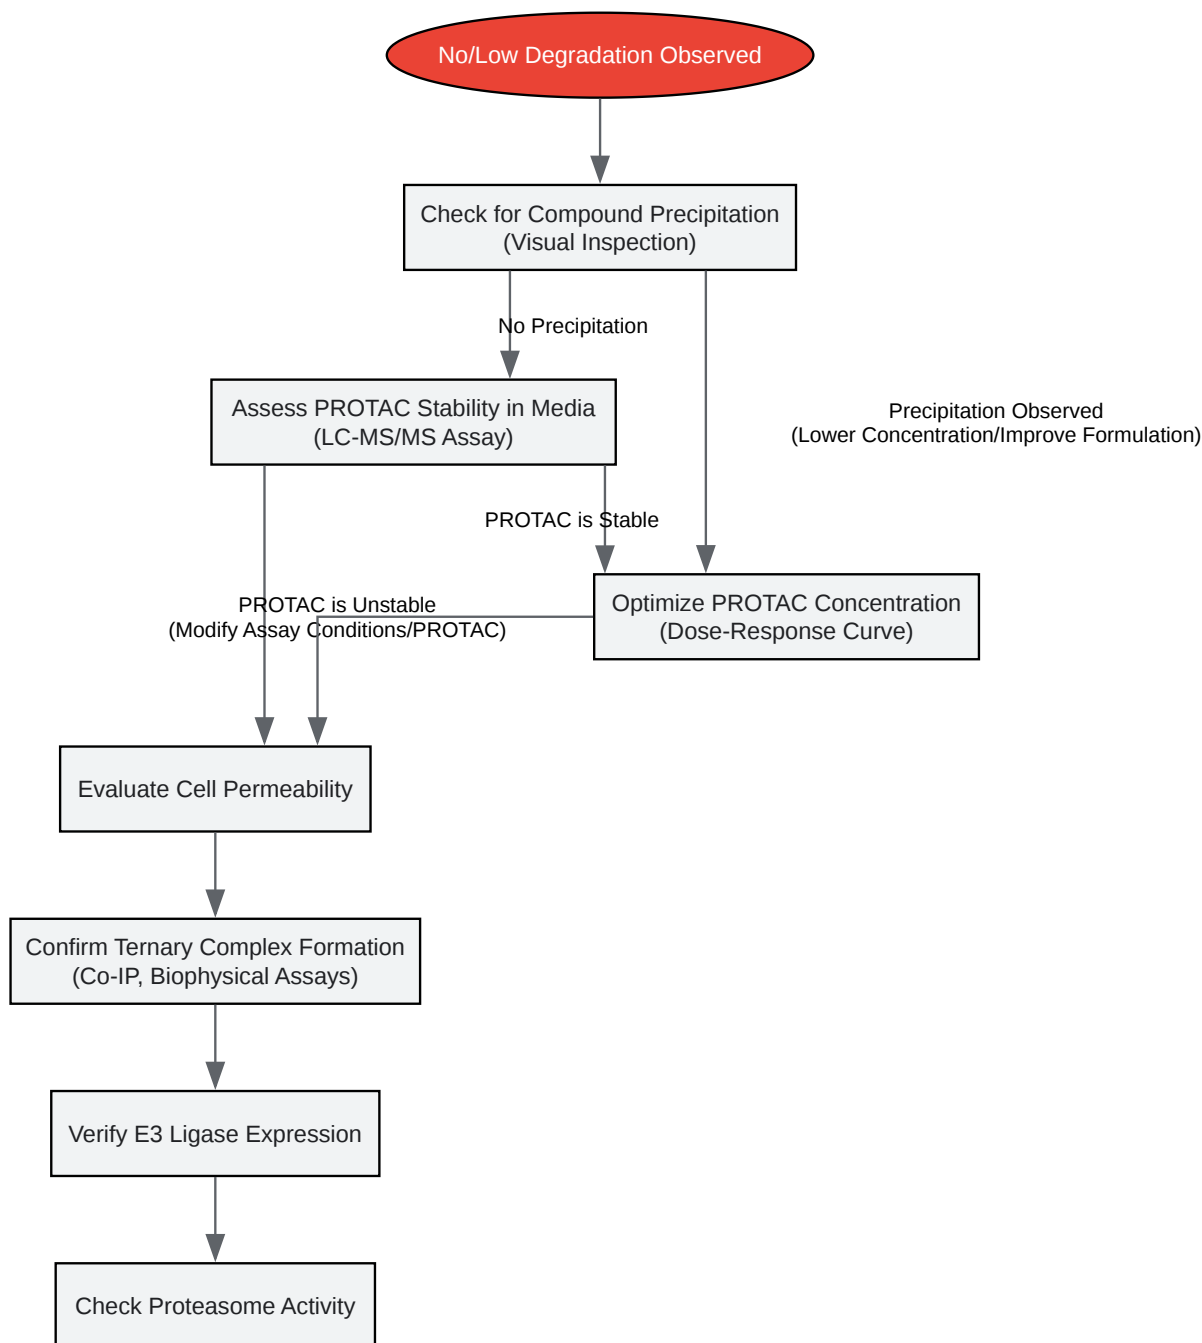 No/Low Degradation Observed
Check for Compound Precipitation
(Visual Inspection)
No Precipitation
Assess PROTAC Stability in Media
(LC-MS/MS Assay)
Precipitation Observed
(Lower Concentration/Improve Formulation)
PROTAC is Stable
Optimize PROTAC Concentration
(Dose-Response Curve)
PROTAC is Unstable
(Modify Assay Conditions/PROTAC)
Evaluate Cell Permeability
Confirm Ternary Complex Formation
(Co-IP, Biophysical Assays)
Verify E3 Ligase Expression
Check Proteasome Activity